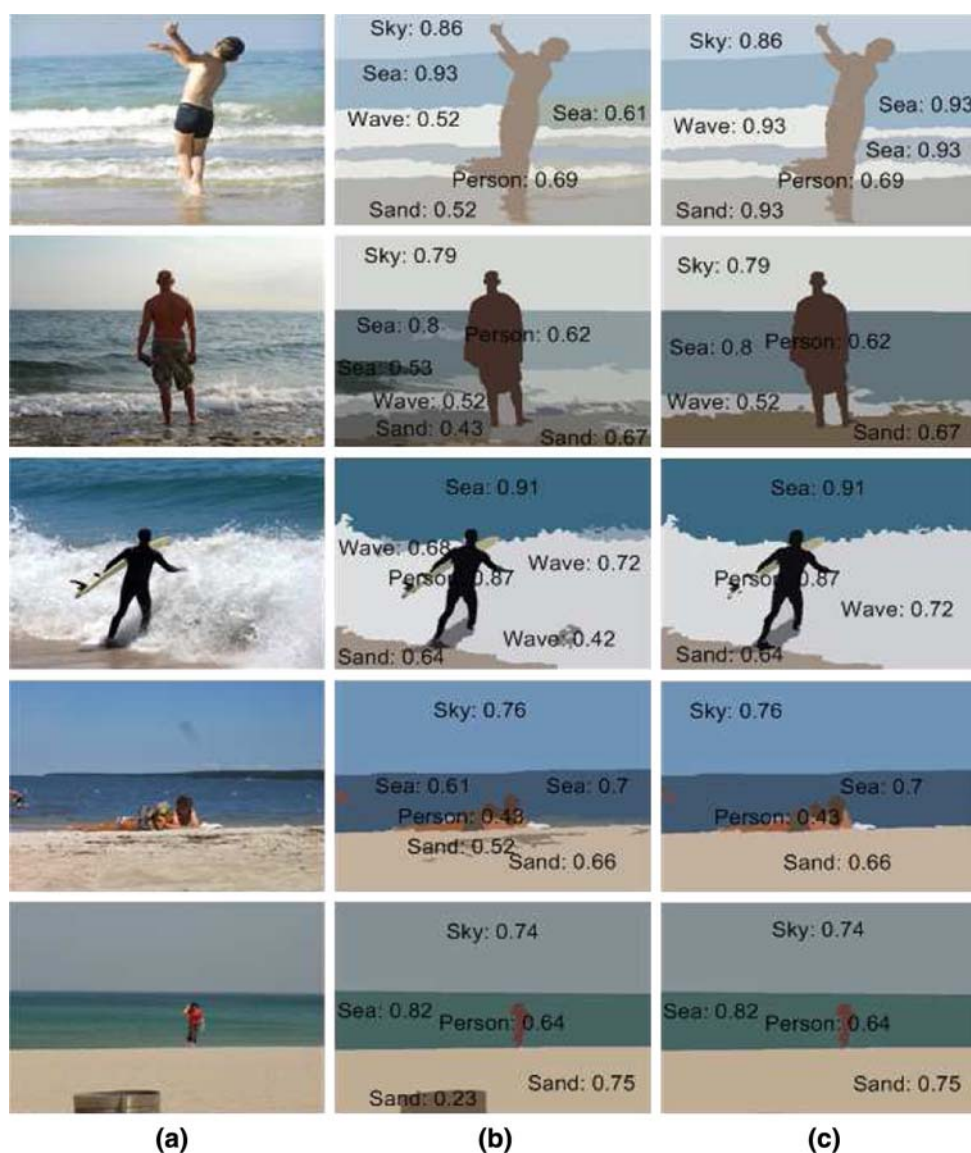 Sky: 0.86
Sea: 0.93
Wave: 0.52
Sea: 0.61
Person: 0.69
Sand: 0.52
Sky: 0.86
Sea: 0.93
Wave: 0.93
Sea: 0.93
Person: 0.69
Sand: 0.93
Sky: 0.79
Sea: 0.8
Person: 0.62
Sea: 0.53
Wave: 0.52
Sand: 0.43
Sand: 0.67
Sky: 0.79
Sea: 0.8
Person: 0.62
Wave: 0.52
Sand: 0.67
Sea: 0.91
Wave: 0.68
Wave: 0.72
Person: 0.87
Wave: 0.42
Sand: 0.64
Sea: 0.91
Person: 0.87
Wave: 0.72
Sand: 0.64
Sky: 0.76
Sea: 0.61
Sea: 0.7
Person: 0.43
Sand: 0.52
Sand: 0.66
Sky: 0.76
Sea: 0.7
Person: 0.43
Sand: 0.66
Sky: 0.74
Sea: 0.82
Person: 0.64
Sand: 0.75
Sand: 0.23
Sky: 0.74
Sea: 0.82
Person: 0.64
Sand: 0.75
(a)
(b)
(c)